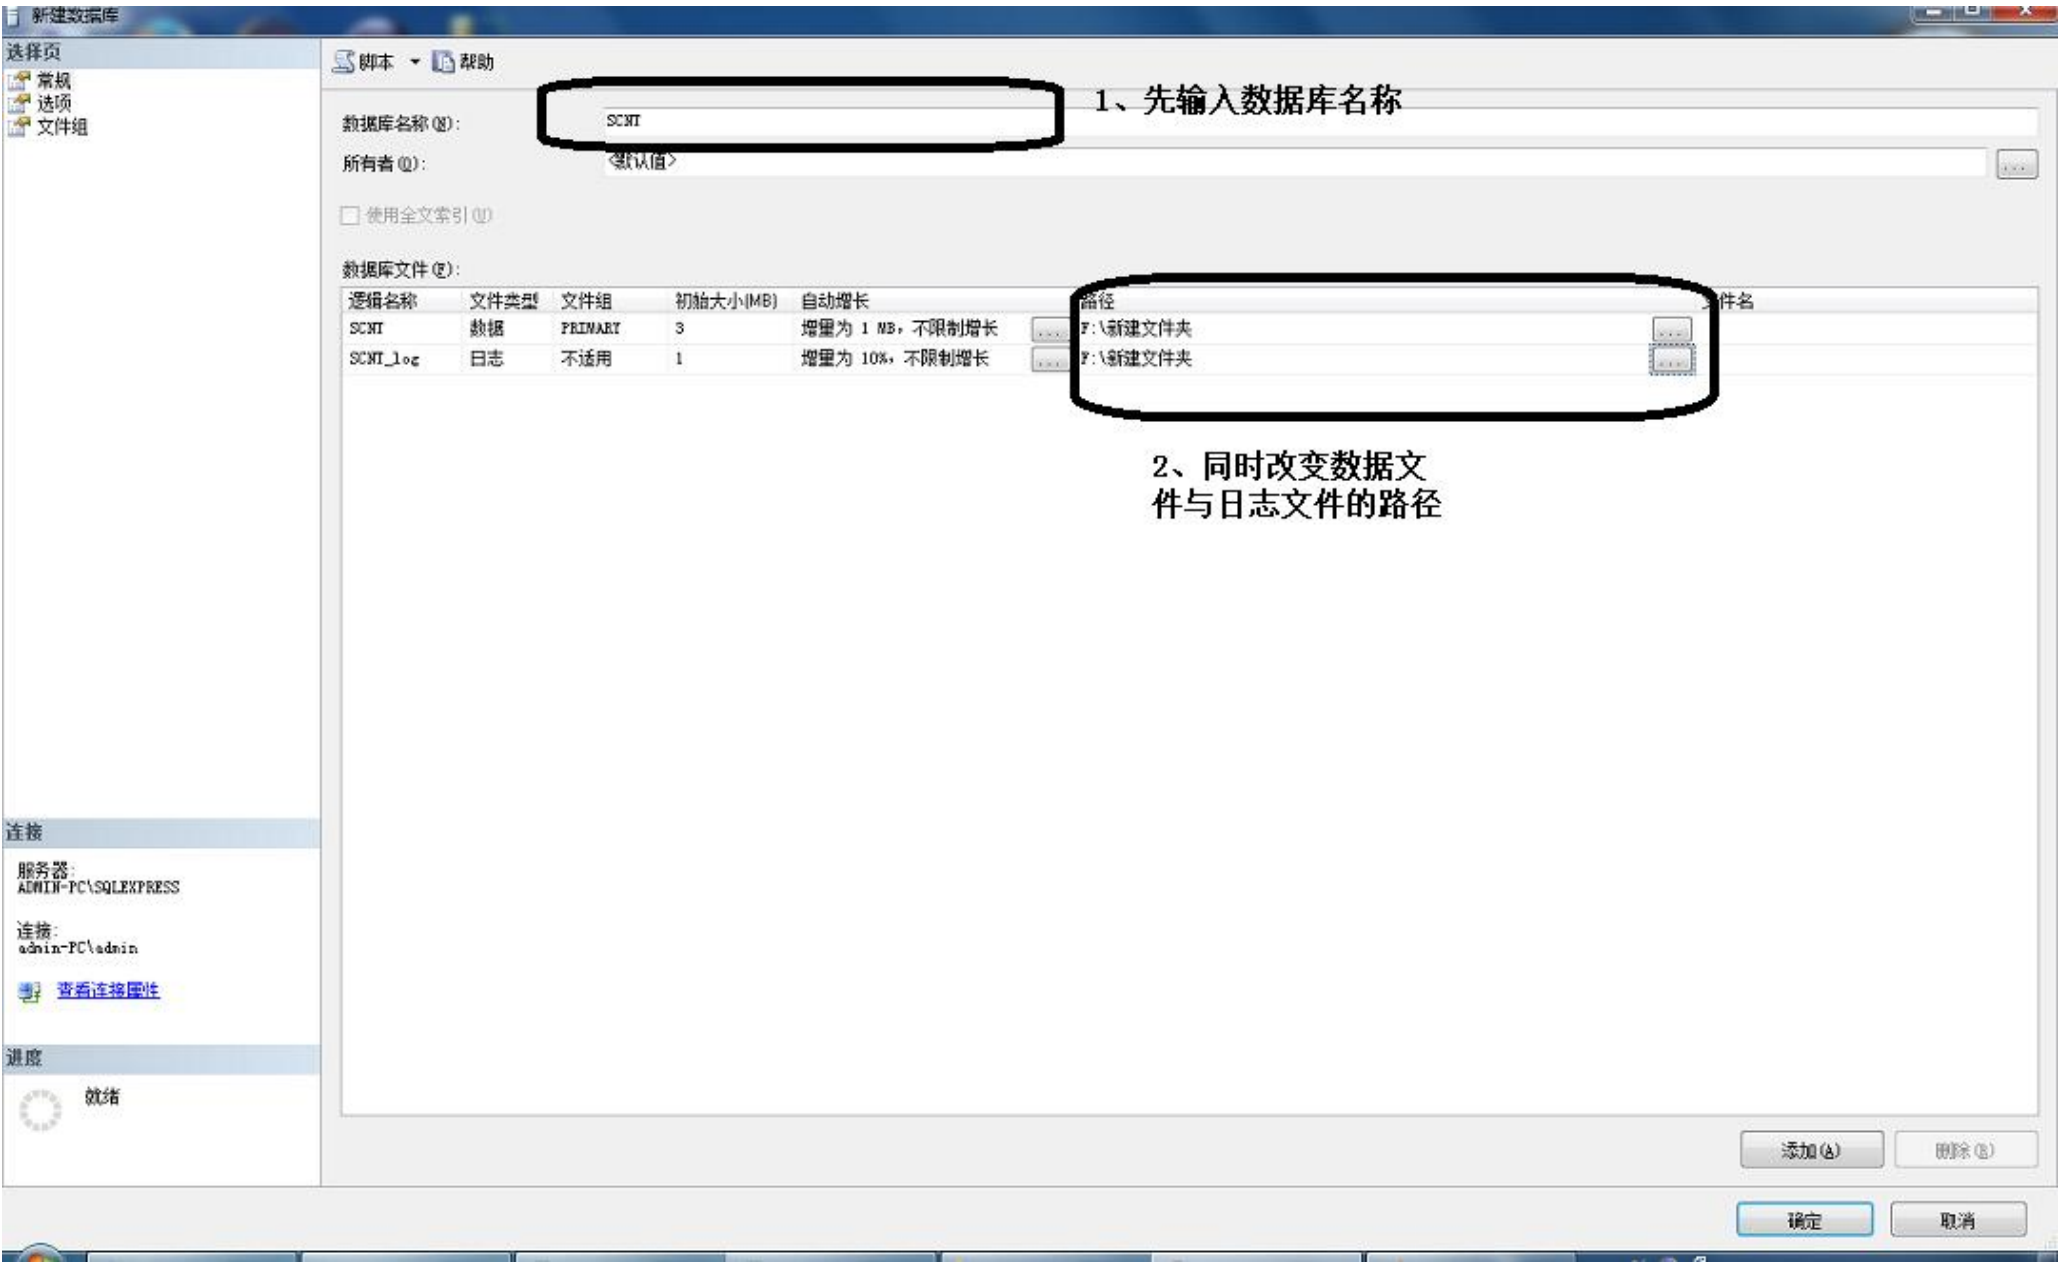 新建数据库
选择页
常规
选项
文件组
脚本 帮助
1、先输入数据库名称
数据库名称(N): SCNT
所有者(O): <默认值> ...
使用全文索引(U)
数据库文件(F):
逻辑名称 文件类型 文件组 初始大小(MB) 自动增长 路径 文件名
SCNT 数据 PRIMARY 3 增量为 1 MB，不限制增长 ... F:\新建文件夹 ...
SCNT_log 日志 不适用 1 增量为 10%，不限制增长 ... F:\新建文件夹 ...
2、同时改变数据文
件与日志文件的路径
连接
服务器:
ADMIN-PC\SQLEXPRESS
连接:
admin-PC\admin
查看连接属性
进度
就绪
添加(A) 删除(R)
确定 取消